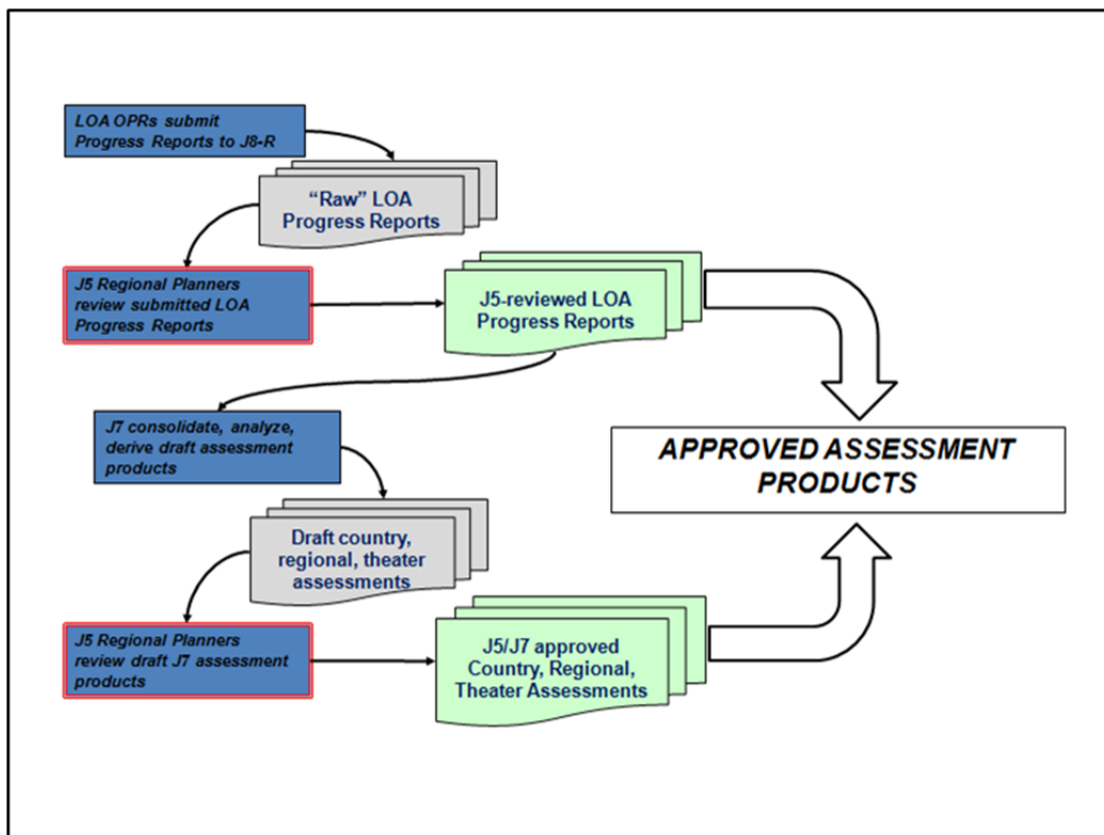 LOA OPRs submit
Progress Reports to J8-R
“Raw” LOA
Progress Reports
J5 Regional Planners
review submitted LOA
Progress Reports
J5-reviewed LOA
Progress Reports
J7 consolidate, analyze,
derive draft assessment
products
APPROVED ASSESSMENT
PRODUCTS
Draft country,
regional, theater
assessments
J5 Regional Planners
review draft J7 assessment
products
J5/J7 approved
Country, Regional,
Theater Assessments